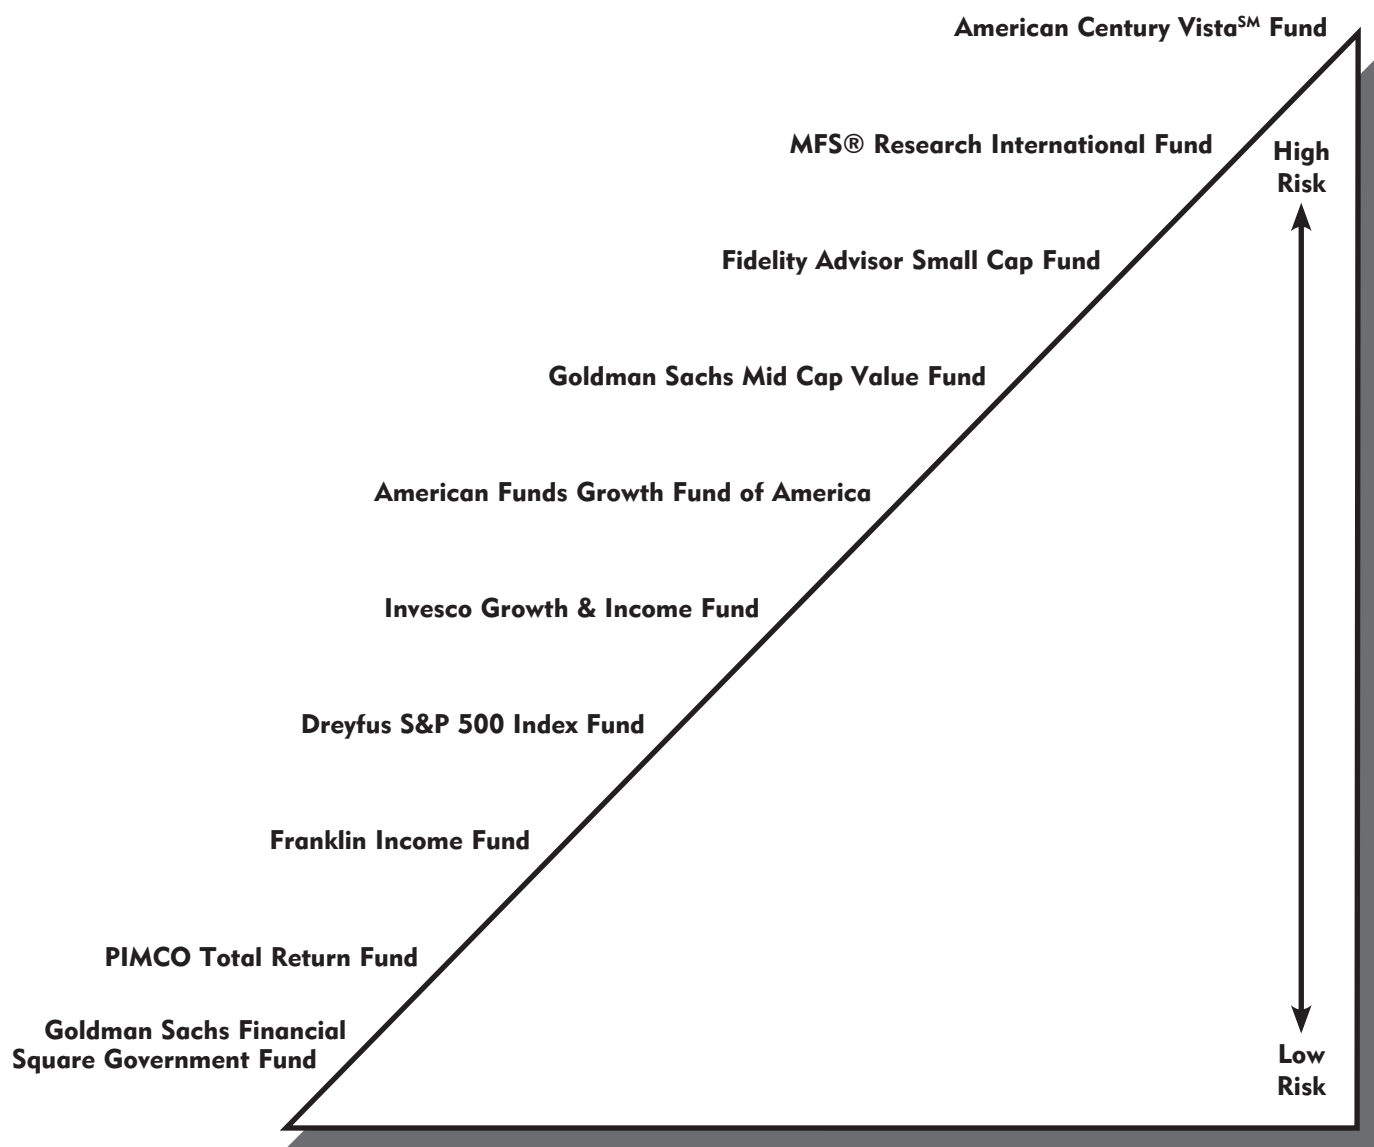 American Century Vista℠ Fund
MFS® Research International Fund
High
Risk
Fidelity Advisor Small Cap Fund
Goldman Sachs Mid Cap Value Fund
American Funds Growth Fund of America
Invesco Growth & Income Fund
Dreyfus S&P 500 Index Fund
Franklin Income Fund
PIMCO Total Return Fund
Goldman Sachs Financial
Square Government Fund
Low
Risk